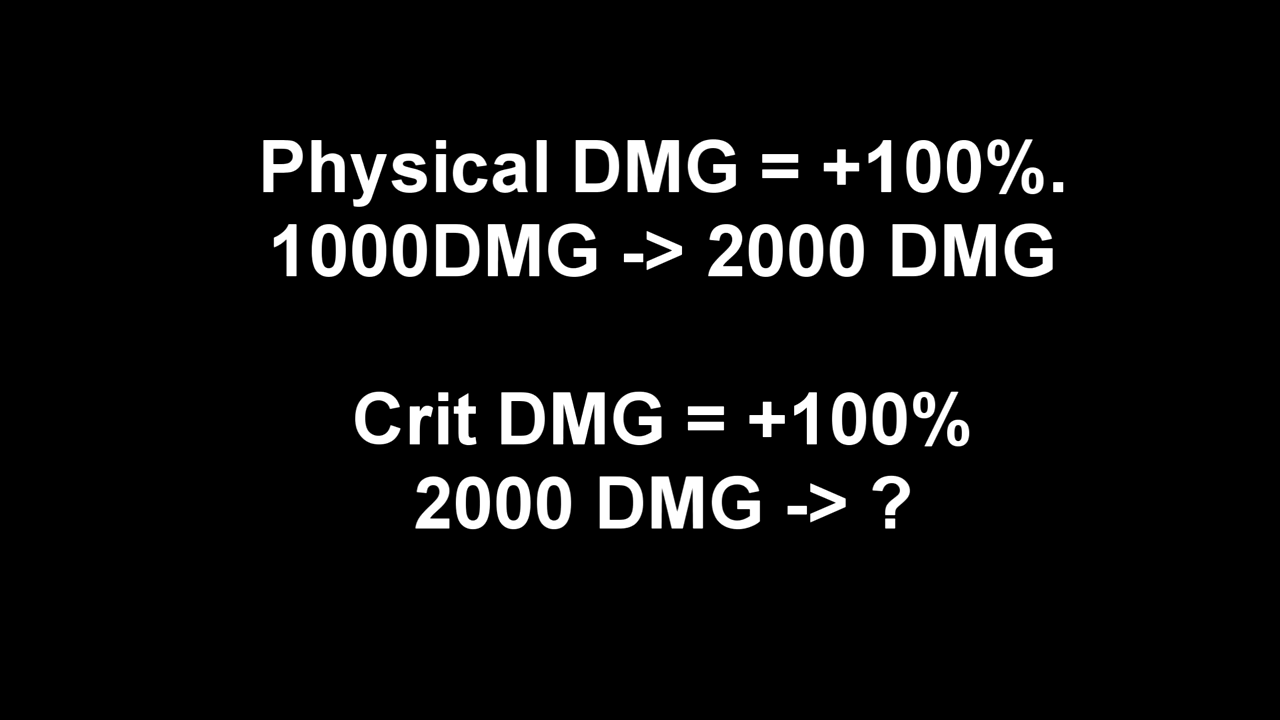 Physical DMG = +100%.
1000DMG -> 2000 DMG
Crit DMG = +100%
2000 DMG -> ?